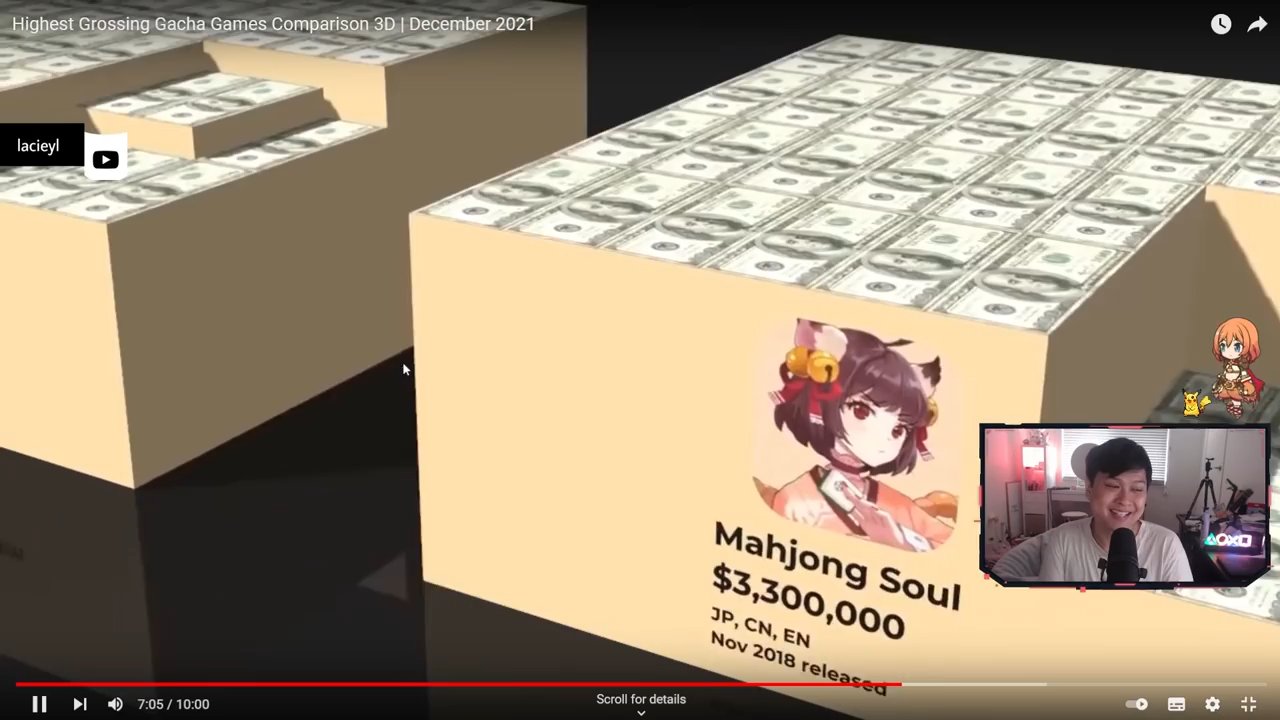 Highest Grossing Gacha Games Comparison 3D | December 2021
lacieyl
Mahjong Soul
$3,300,000
JP, CN, EN
Nov 2018 released
7:05 / 10:00
Scroll for details